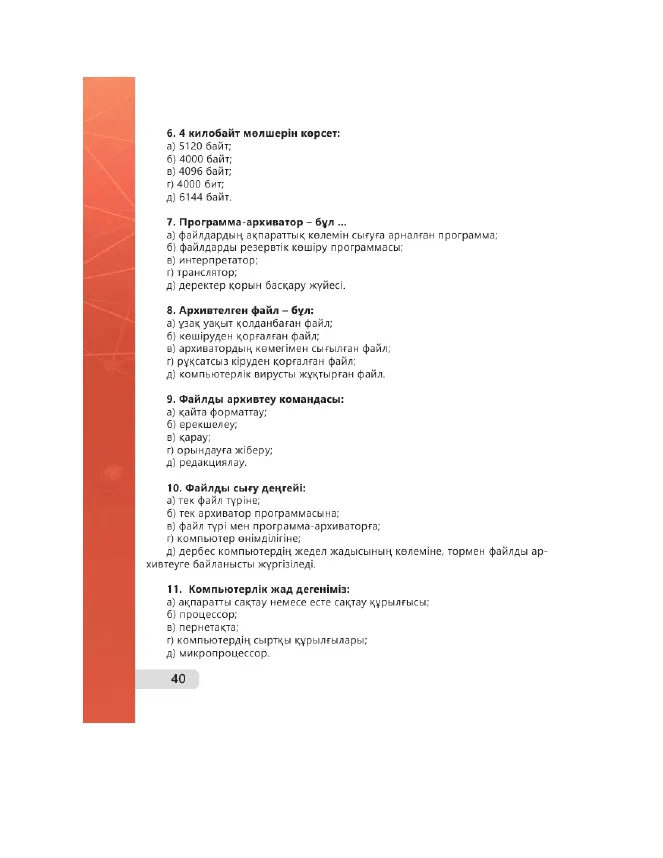 6. 4 килобайт мөлшерін көрсет:
а) 5120 байт;
б) 4000 байт;
в) 4096 байт;
г) 4000 бит;
д) 6144 байт.
7. Программа-архиватор – бұл ...
а) файлдардың ақпараттық көлемін сығуға арналған программа;
б) файлдарды резервтік көшіру программасы;
в) интерпретатор;
г) транслятор;
д) деректер қорын басқару жүйесі.
8. Архивтелген файл – бұл:
а) ұзақ уақыт қолданбаған файл;
б) көшіруден қорғалған файл;
в) архиватордың көмегімен сығылған файл;
г) рұқсатсыз кіруден қорғалған файл;
д) компьютерлік вирусты жұқтырған файл.
9. Файлды архивтеу командасы:
а) қайта форматтау;
б) ерекшелеу;
в) қарау;
г) орындауға жіберу;
д) редакциялау.
10. Файлды сығу деңгейі:
а) тек файл түріне;
б) тек архиватор программасына;
в) файл түрі мен программа-архиваторға;
г) компьютер өнімділігіне;
д) дербес компьютердің жедел жадысының көлеміне, тормен файлды ар-
хивтеуге байланысты жүргізіледі.
11. Компьютерлік жад дегеніміз:
а) ақпаратты сақтау немесе есте сақтау құрылғысы;
б) процессор;
в) пернетақта;
г) компьютердің сыртқы құрылғылары;
д) микропроцессор.
40